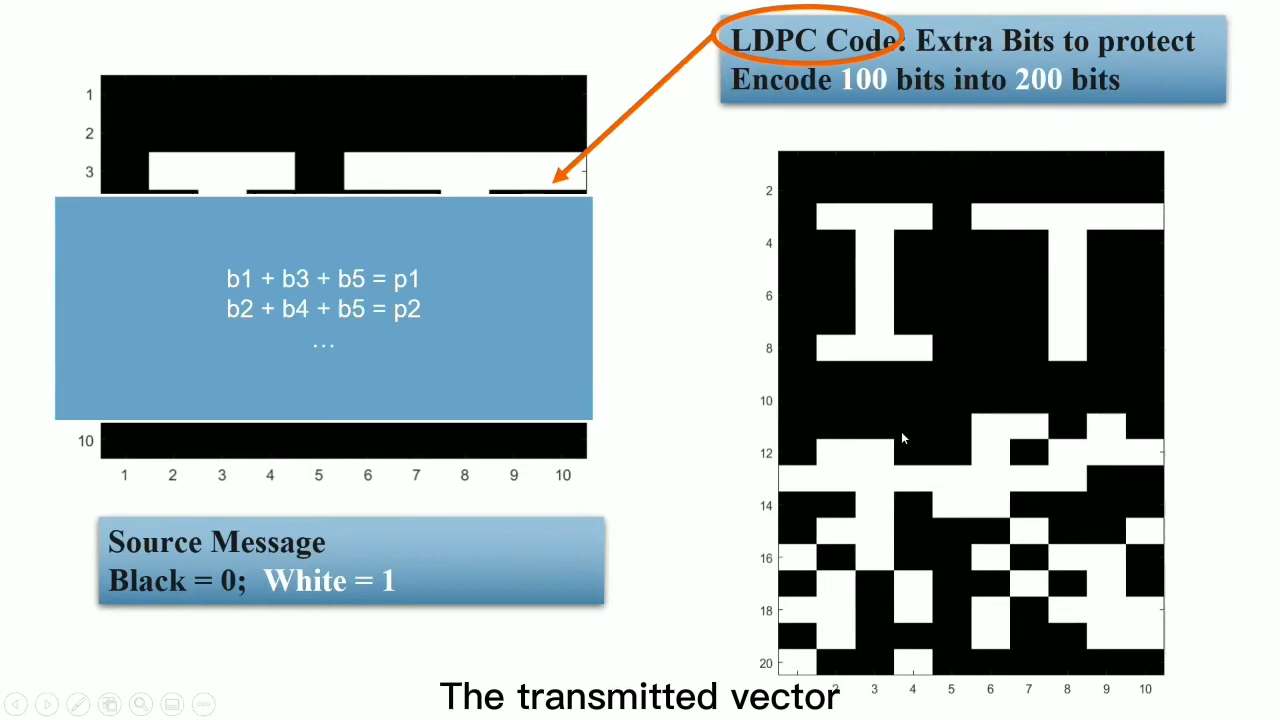 LDPC Code: Extra Bits to protect
Encode 100 bits into 200 bits
1
2
3
b1 + b3 + b5 = p1
b2 + b4 + b5 = p2
...
10
1 2 3 4 5 6 7 8 9 10
Source Message
Black = 0; White = 1
2
4
6
8
10
12
14
16
18
20
1 2 3 4 5 6 7 8 9 10
The transmitted vector